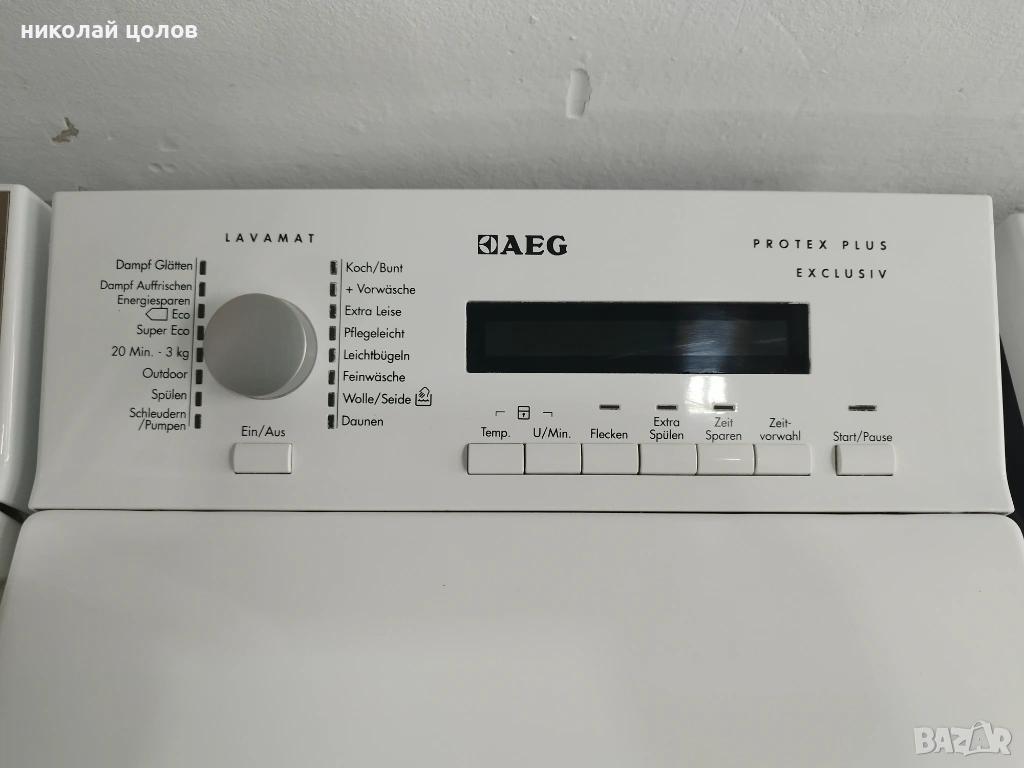 николай цолов
LAVAMAT
AEG
PROTEX PLUS
EXCLUSIV
Dampf Glätten
Dampf Auffrischen
Energiesparen
Eco
Super Eco
20 Min. - 3 kg
Outdoor
Spülen
Schleudern
/Pumpen
Koch/Bunt
+ Vorwäsche
Extra Leise
Pflegeleicht
Leichtbügeln
Feinwäsche
Wolle/Seide
Daunen
Ein/Aus
Temp.
U/Min.
Flecken
Extra
Spülen
Zeit
Sparen
Zeit-
vorwahl
Start/Pause
BAZAR